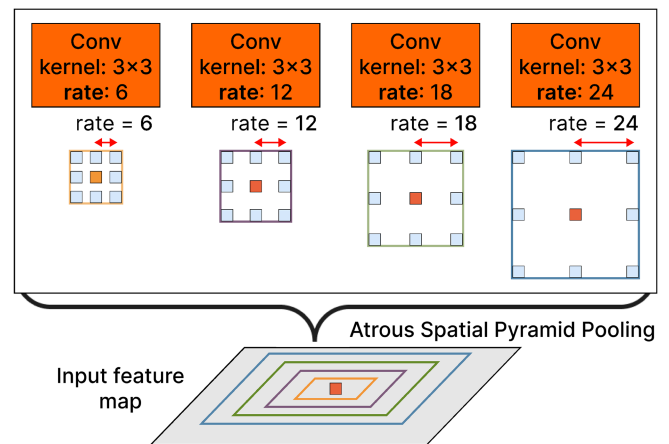 Conv
kernel: 3×3
rate: 6
Conv
kernel: 3×3
rate: 12
Conv
kernel: 3×3
rate: 18
Conv
kernel: 3×3
rate: 24
rate = 6
rate = 12
rate = 18
rate = 24
Atrous Spatial Pyramid Pooling
Input feature
map